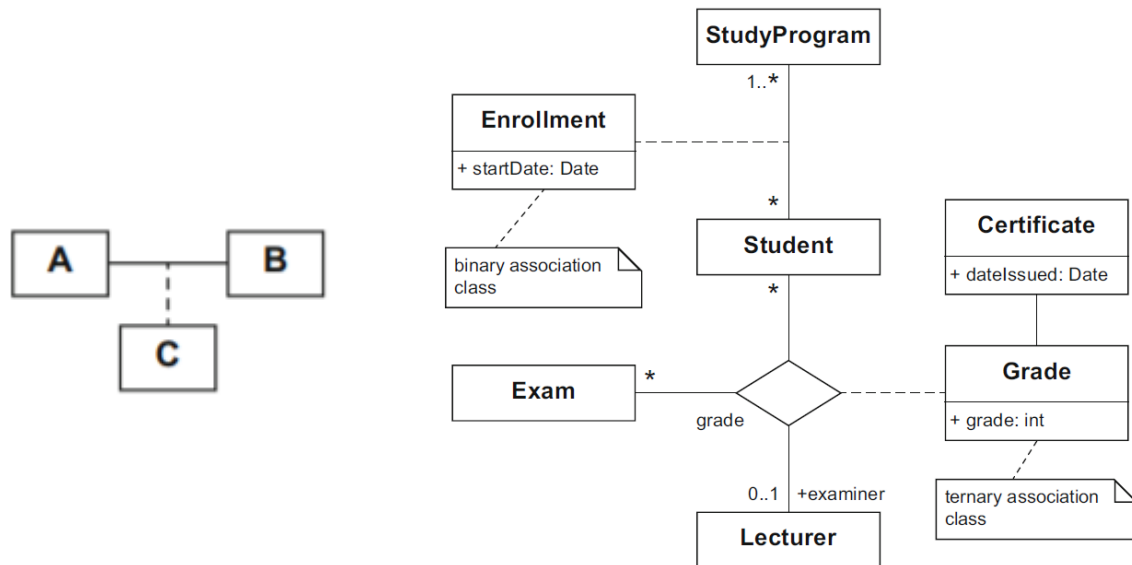 A
B
C
StudyProgram
1..*
Enrollment
+ startDate: Date
binary association
class
*
Student
*
Certificate
+ dateIssued: Date
Exam
*
grade
Grade
+ grade: int
0..1
+examiner
Lecturer
ternary association
class